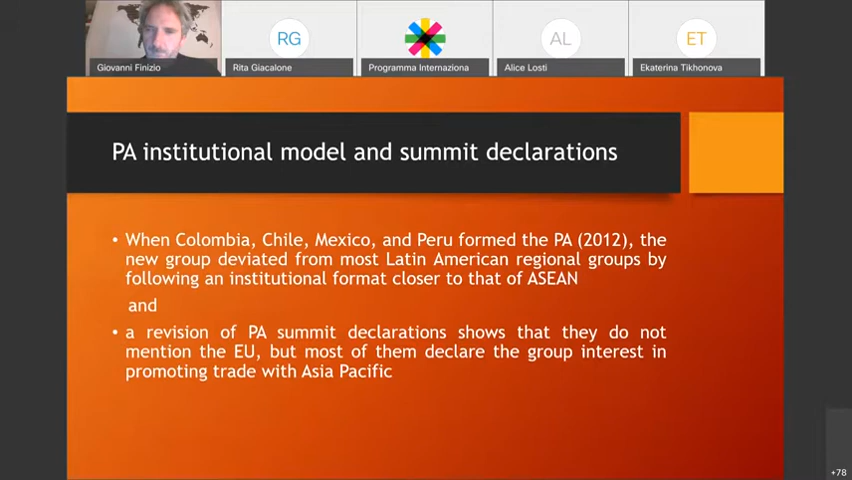 RG
AL
ET
Giovanni Finizio
Rita Giacalone
Programma Internaziona
Alice Losti
Ekaterina Tikhonova
PA institutional model and summit declarations
• When Colombia, Chile, Mexico, and Peru formed the PA (2012), the
new group deviated from most Latin American regional groups by
following an institutional format closer to that of ASEAN
and
• a revision of PA summit declarations shows that they do not
mention the EU, but most of them declare the group interest in
promoting trade with Asia Pacific
+78